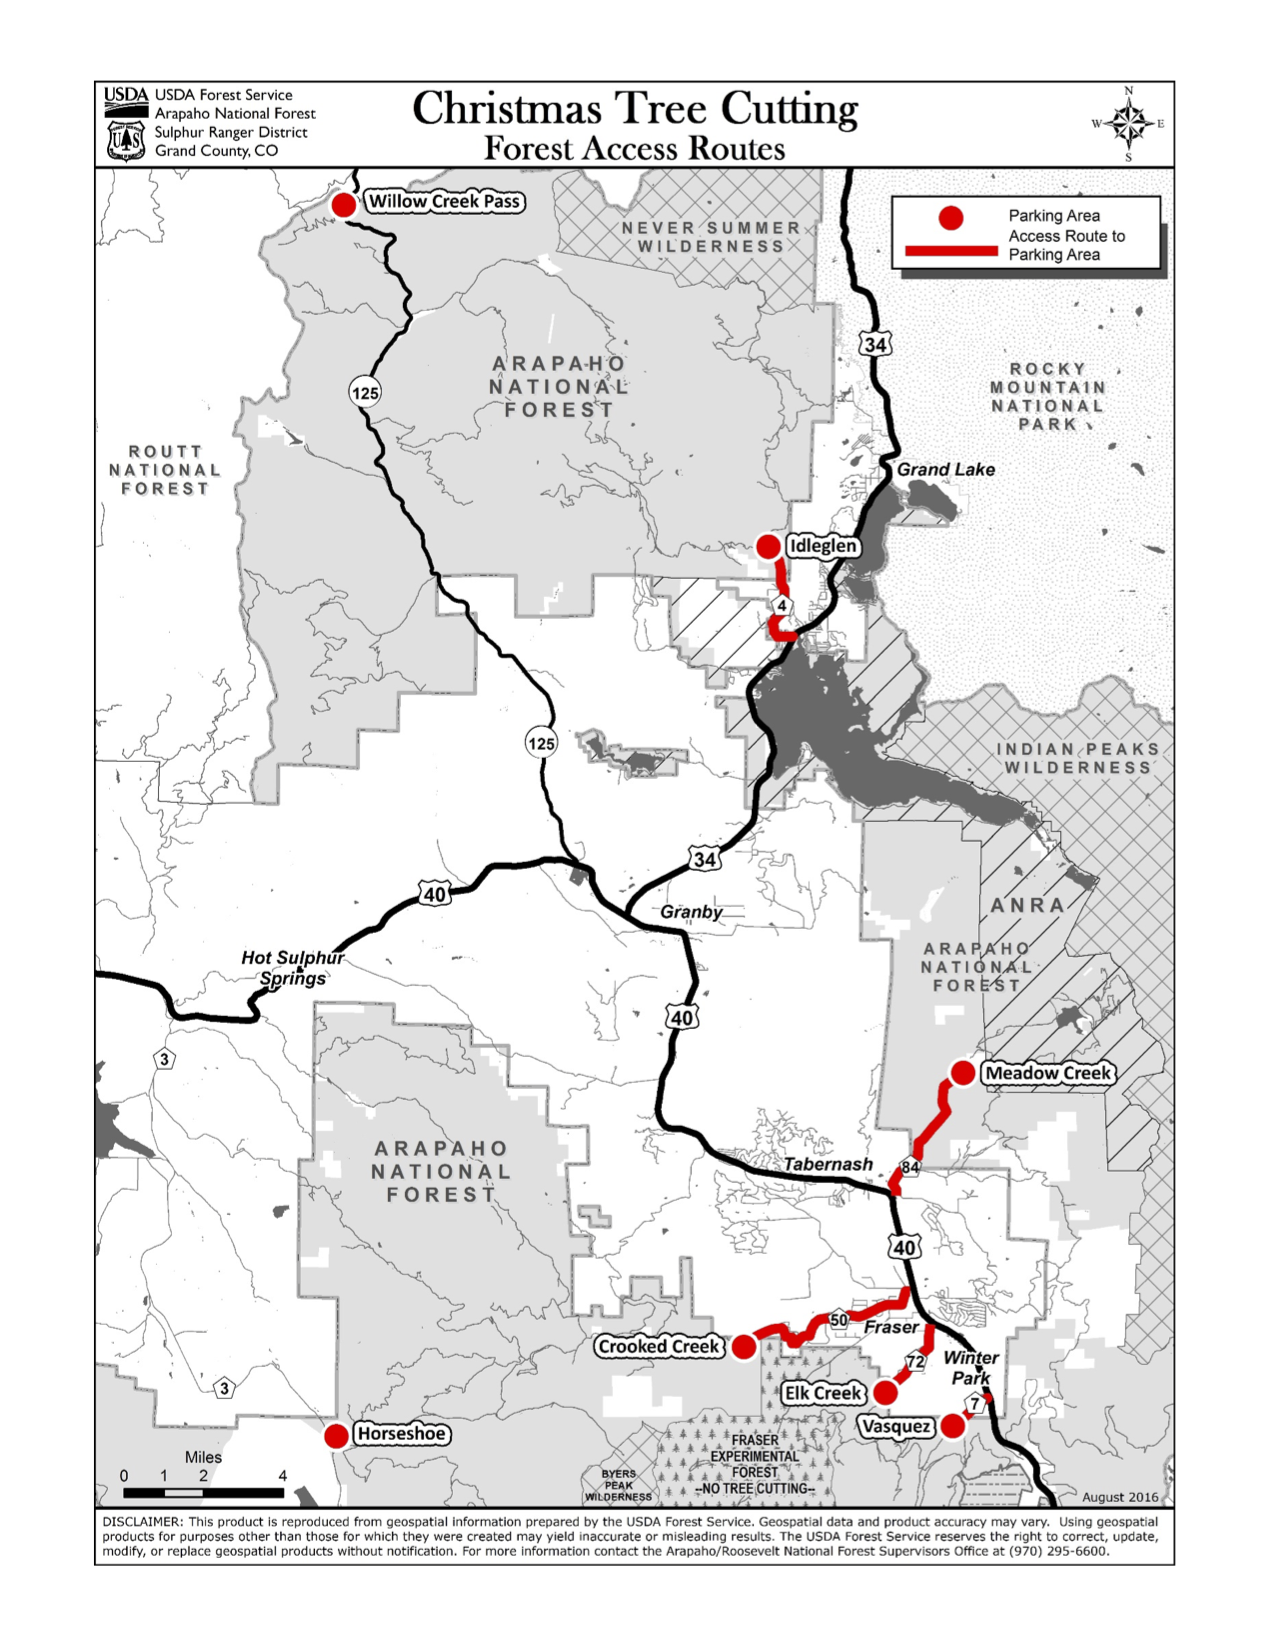 USDA
USDA Forest Service
Arapaho National Forest
Sulphur Ranger District
Grand County, CO
Christmas Tree Cutting
Forest Access Routes
N
W
E
S
Willow Creek Pass
NEVER SUMMER
WILDERNESS
Parking Area
Access Route to
Parking Area
34
ARAPAHO
NATIONAL
FOREST
ROCKY
MOUNTAIN
NATIONAL
PARK
125
ROUTT
NATIONAL
FOREST
Grand Lake
Idleglen
4
125
INDIAN PEAKS
WILDERNESS
34
40
Granby
ANRA
Hot Sulphur
Springs
ARAPAHO
NATIONAL
FOREST
40
3
Meadow Creek
ARAPAHO
NATIONAL
FOREST
Tabernash
84
40
50
Fraser
Crooked Creek
72
Winter
Park
Elk Creek
3
7
Vasquez
Horseshoe
FRASER
EXPERIMENTAL
FOREST
--NO TREE CUTTING--
BYERS
PEAK
WILDERNESS
Miles
0 1 2 4
August 2016
DISCLAIMER: This product is reproduced from geospatial information prepared by the USDA Forest Service. Geospatial data and product accuracy may vary. Using geospatial
products for purposes other than those for which they were created may yield inaccurate or misleading results. The USDA Forest Service reserves the right to correct, update,
modify, or replace geospatial products without notification. For more information contact the Arapaho/Roosevelt National Forest Supervisors Office at (970) 295-6600.